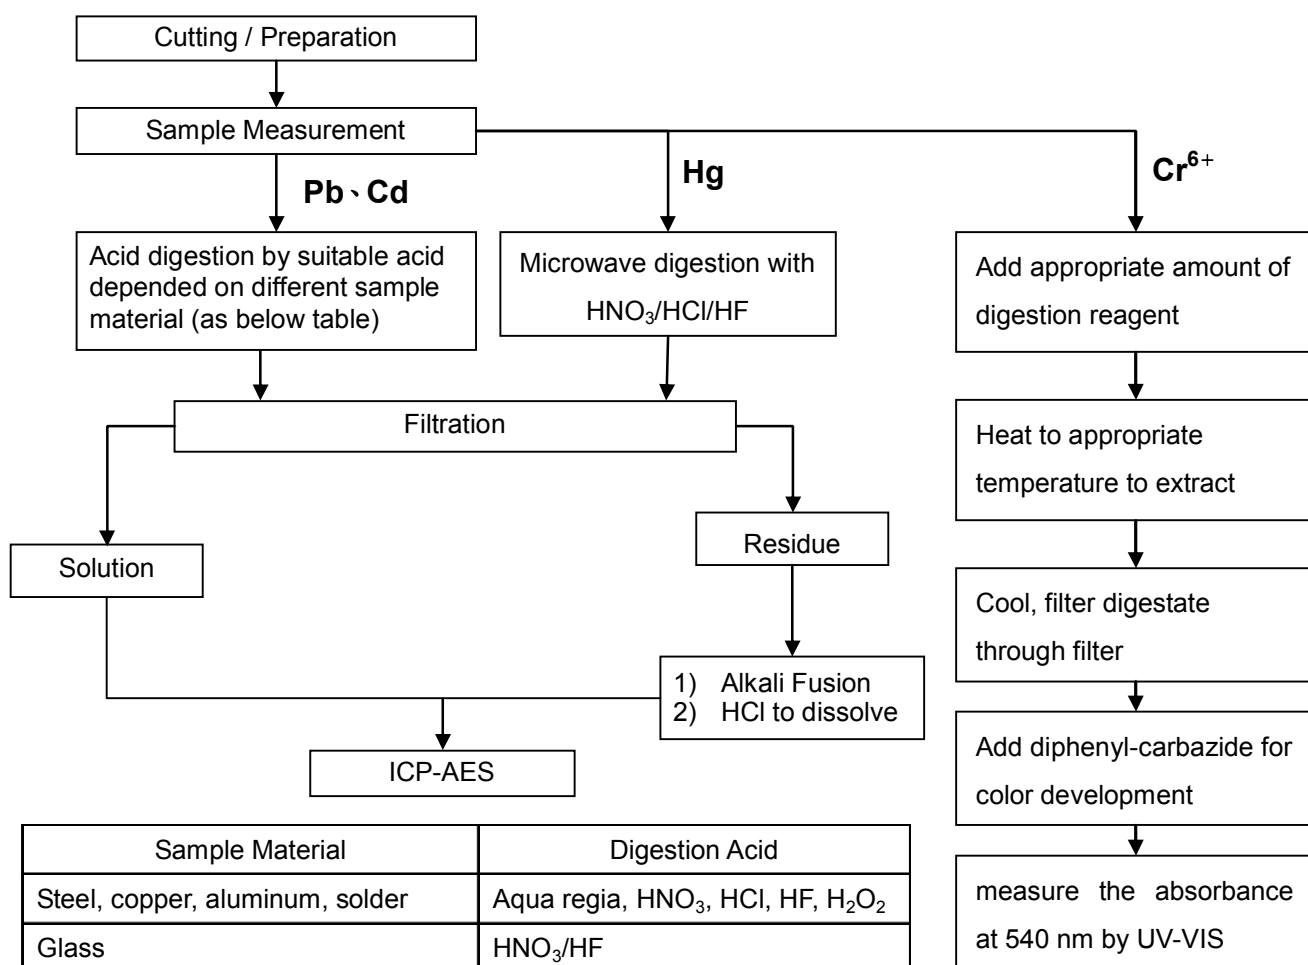 Cutting / Preparation
Sample Measurement
Pb、Cd
Hg
Cr⁶⁺
Acid digestion by suitable acid
depended on different sample
material (as below table)
Microwave digestion with
HNO₃/HCl/HF
Add appropriate amount of
digestion reagent
Filtration
Heat to appropriate
temperature to extract
Solution
Residue
Cool, filter digestate
through filter
1) Alkali Fusion
2) HCl to dissolve
ICP-AES
Add diphenyl-carbazide for
color development
Sample Material Digestion Acid
Steel, copper, aluminum, solder Aqua regia, HNO₃, HCl, HF, H₂O₂
Glass HNO₃/HF
measure the absorbance
at 540 nm by UV-VIS